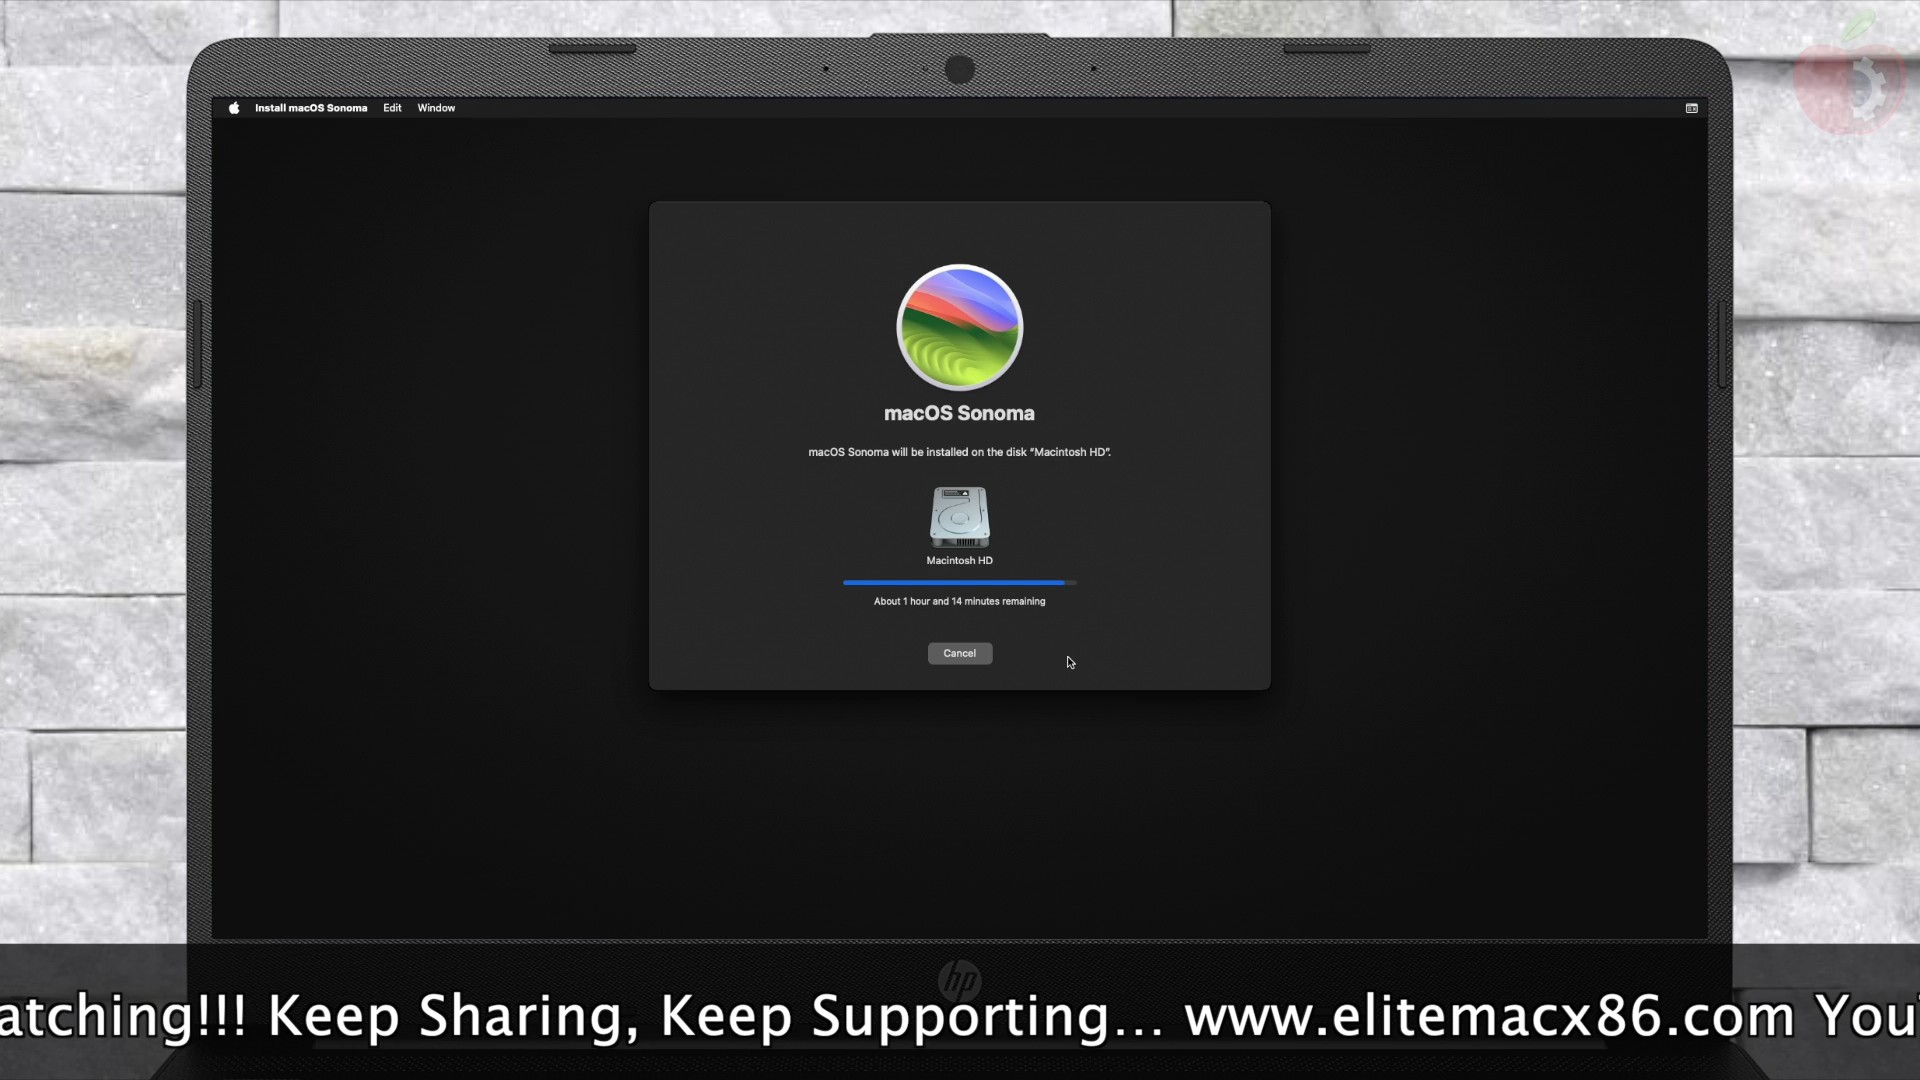 Install macOS Sonoma Edit Window
macOS Sonoma
macOS Sonoma will be installed on the disk “Macintosh HD”.
Macintosh HD
About 1 hour and 14 minutes remaining
Cancel
hp
atching!!! Keep Sharing, Keep Supporting... www.elitemacx86.com You